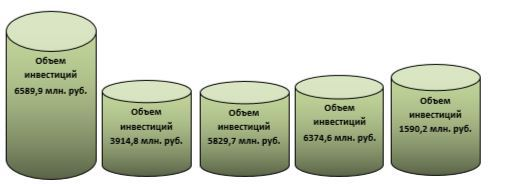 Объем
инвестиций
6589,9 млн. руб.
Объем
инвестиций
3914,8 млн. руб.
Объем
инвестиций
5829,7 млн. руб.
Объем
инвестиций
6374,6 млн. руб.
Объем
инвестиций
1590,2 млн. руб.